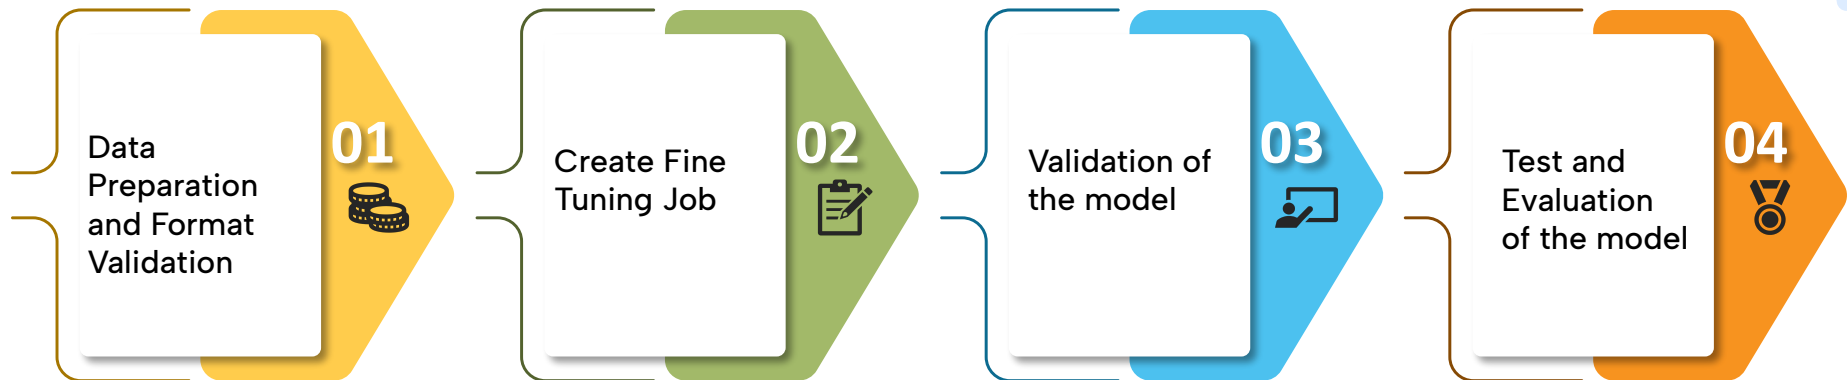 Data
Preparation
and Format
Validation
01
Create Fine
Tuning Job
02
Validation of
the model
03
Test and
Evaluation
of the model
04